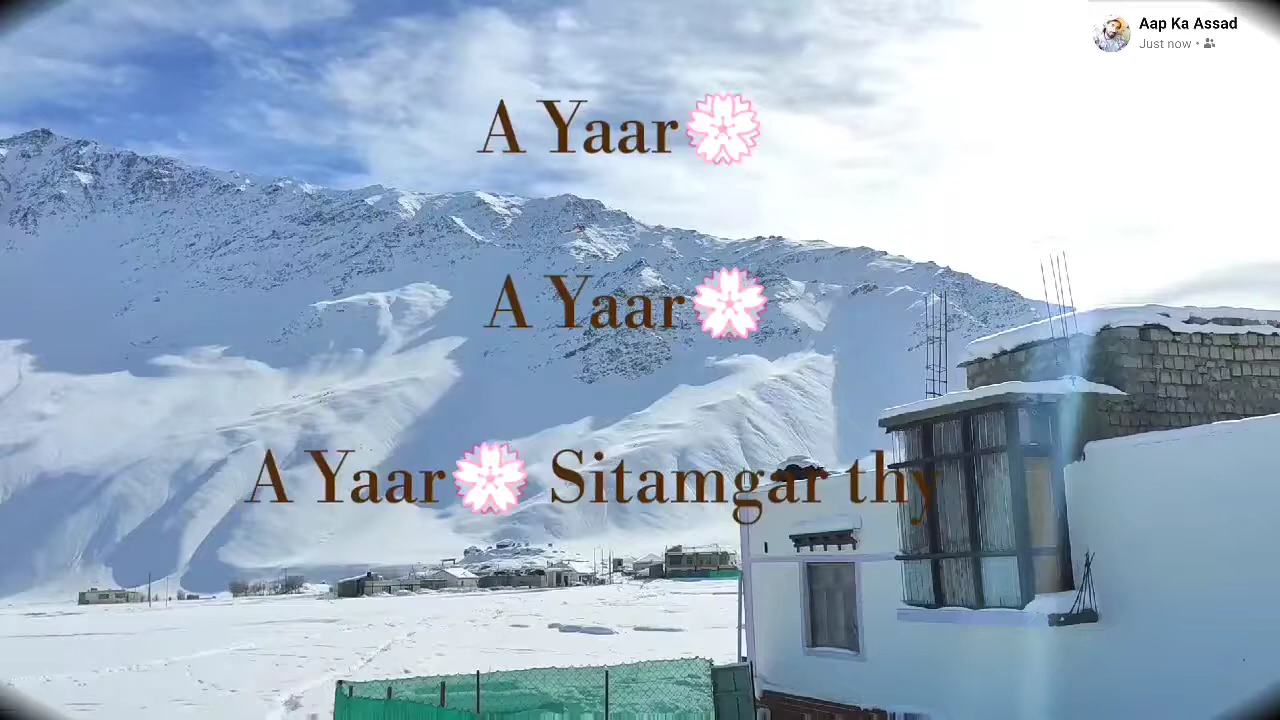 Aap Ka Assad
Just now
A Yaar🌸
A Yaar🌸
A Yaar🌸 Sitamgar thy